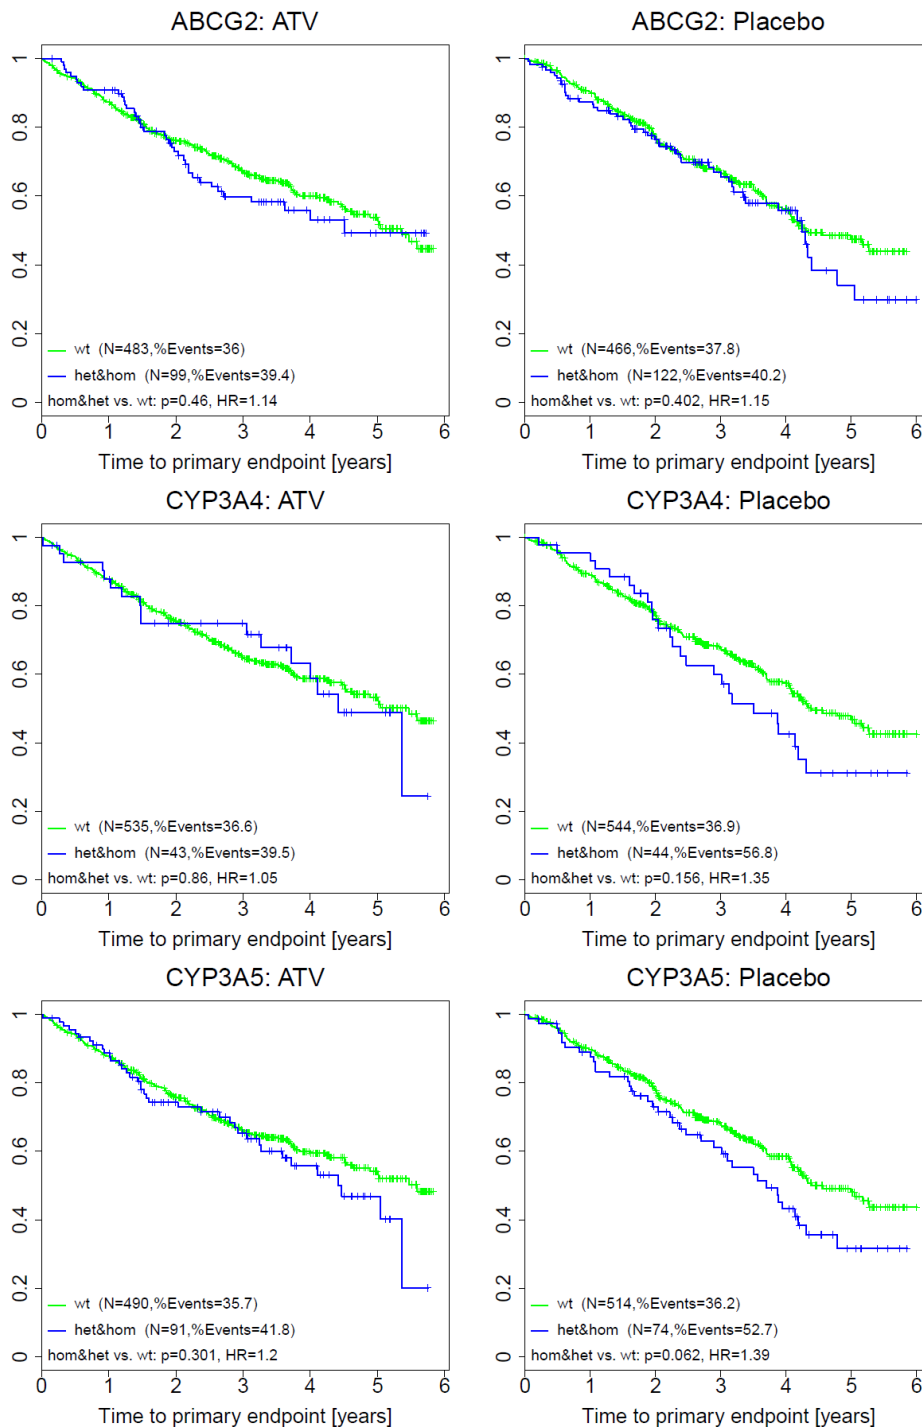 ABCG2: ATV
1
0.8
0.6
0.4
0.2
0
wt (N=483,%Events=36)
het&hom (N=99,%Events=39.4)
hom&het vs. wt: p=0.46, HR=1.14
0 1 2 3 4 5 6
Time to primary endpoint [years]
ABCG2: Placebo
1
0.8
0.6
0.4
0.2
0
wt (N=466,%Events=37.8)
het&hom (N=122,%Events=40.2)
hom&het vs. wt: p=0.402, HR=1.15
0 1 2 3 4 5 6
Time to primary endpoint [years]
CYP3A4: ATV
1
0.8
0.6
0.4
0.2
0
wt (N=535,%Events=36.6)
het&hom (N=43,%Events=39.5)
hom&het vs. wt: p=0.86, HR=1.05
0 1 2 3 4 5 6
Time to primary endpoint [years]
CYP3A4: Placebo
1
0.8
0.6
0.4
0.2
0
wt (N=544,%Events=36.9)
het&hom (N=44,%Events=56.8)
hom&het vs. wt: p=0.156, HR=1.35
0 1 2 3 4 5 6
Time to primary endpoint [years]
CYP3A5: ATV
1
0.8
0.6
0.4
0.2
0
wt (N=490,%Events=35.7)
het&hom (N=91,%Events=41.8)
hom&het vs. wt: p=0.301, HR=1.2
0 1 2 3 4 5 6
Time to primary endpoint [years]
CYP3A5: Placebo
1
0.8
0.6
0.4
0.2
0
wt (N=514,%Events=36.2)
het&hom (N=74,%Events=52.7)
hom&het vs. wt: p=0.062, HR=1.39
0 1 2 3 4 5 6
Time to primary endpoint [years]